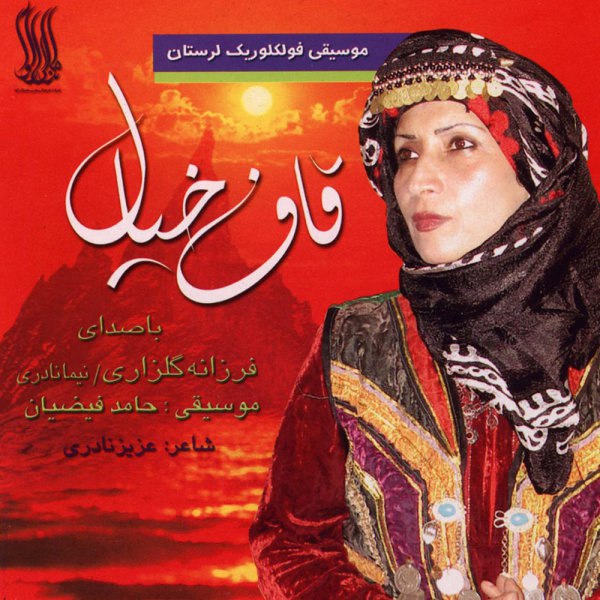 موسیقی فولکلوریک لرستان
قاف خیال
باصدای
فرزانه گلزاری / نیما نادری
موسیقی : حامد فیضیان
شاعر: عزیز نادری